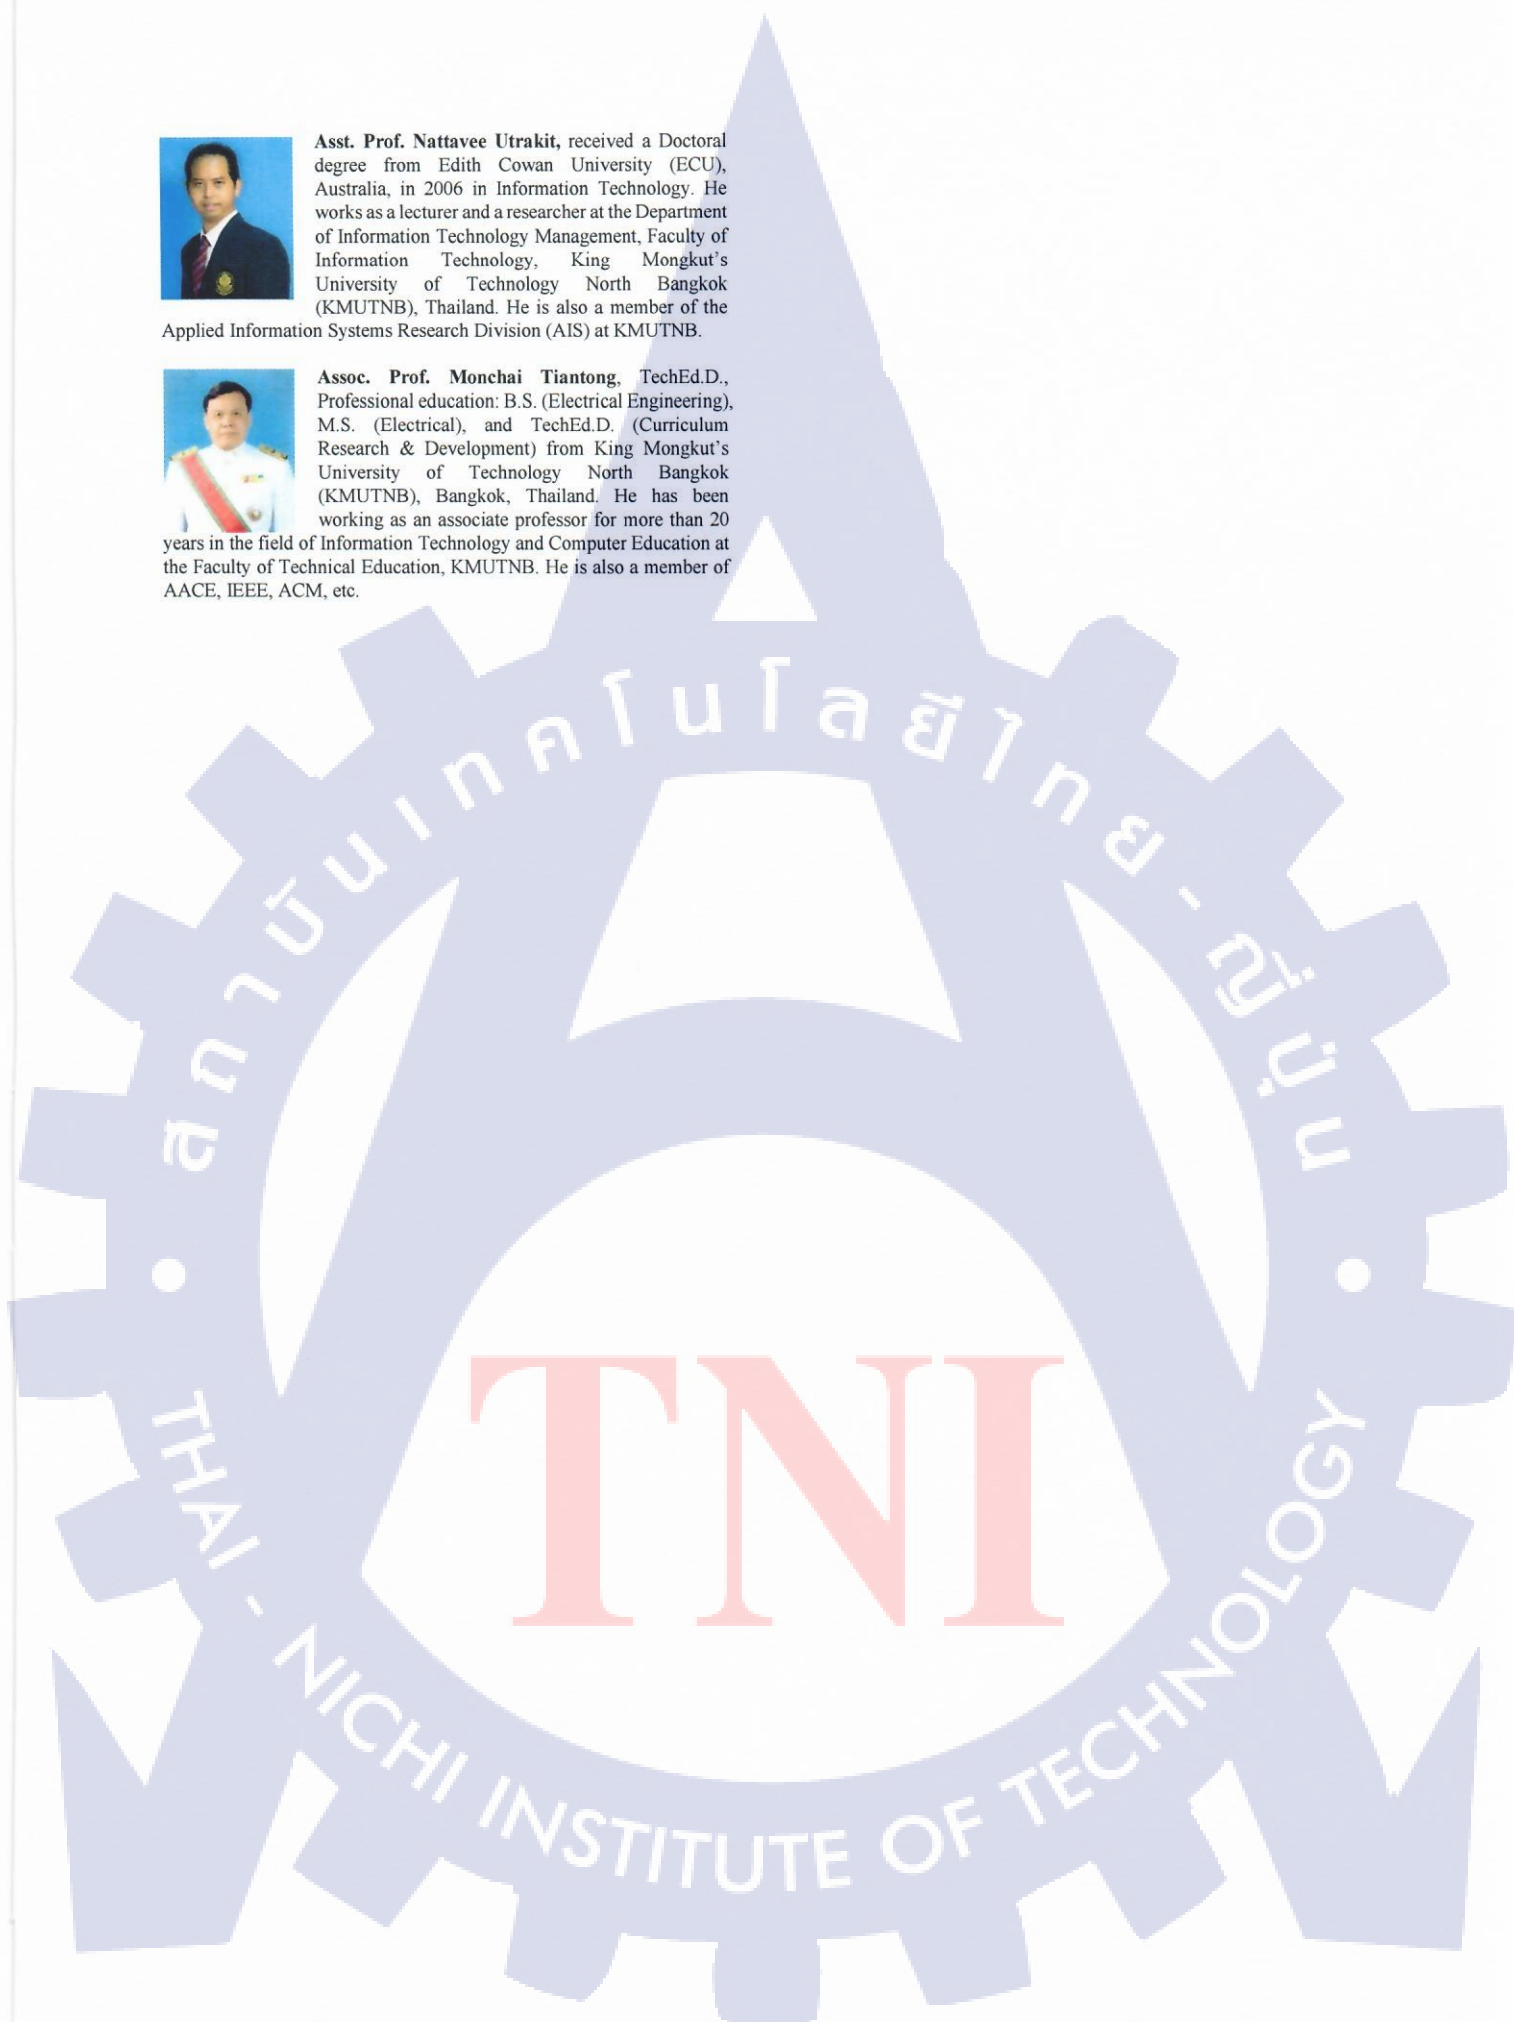 Asst. Prof. Nattavee Utrakit, received a Doctoral
degree from Edith Cowan University (ECU),
Australia, in 2006 in Information Technology. He
works as a lecturer and a researcher at the Department
of Information Technology Management, Faculty of
Information Technology, King Mongkut's
University of Technology North Bangkok
(KMUTNB), Thailand. He is also a member of the
Applied Information Systems Research Division (AIS) at KMUTNB.
Assoc. Prof. Monchai Tiantong, TechEd.D.,
Professional education: B.S. (Electrical Engineering),
M.S. (Electrical), and TechEd.D. (Curriculum
Research & Development) from King Mongkut's
University of Technology North Bangkok
(KMUTNB), Bangkok, Thailand. He has been
working as an associate professor for more than 20
years in the field of Information Technology and Computer Education at
the Faculty of Technical Education, KMUTNB. He is also a member of
AACE, IEEE, ACM, etc.
สถาบันเทคโนโลยีไทย-ญี่ปุ่น
TNI
THAI - NICHI INSTITUTE OF TECHNOLOGY